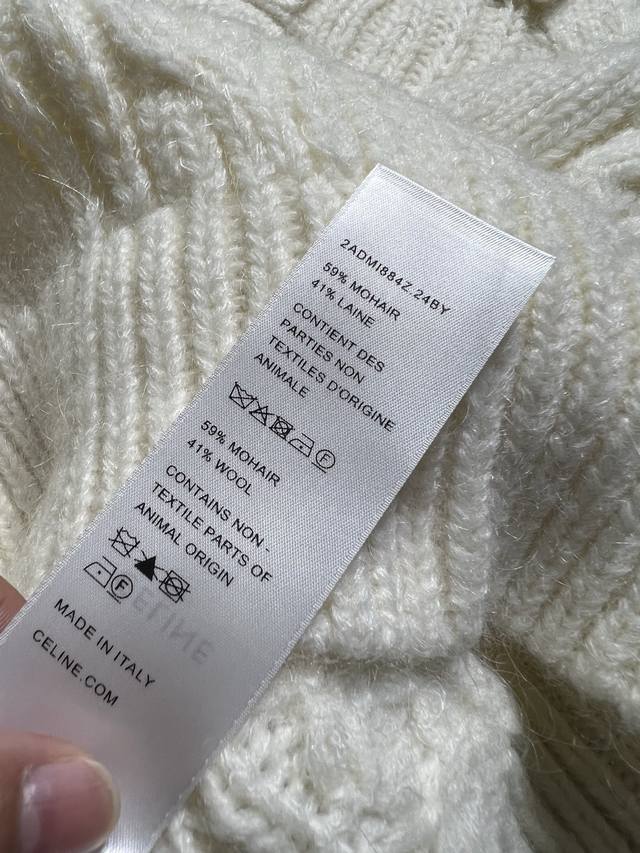 2ADMI884Z.24BY
59% MOHAIR
41% LAINE
CONTIENT DES
PARTIES NON
TEXTILES D'ORIGINE
ANIMALE
F
59% MOHAIR
41% WOOL
CONTAINS NON -
TEXTILE PARTS OF
ANIMAL ORIGIN
F
MADE IN ITALY
CELINE.COM